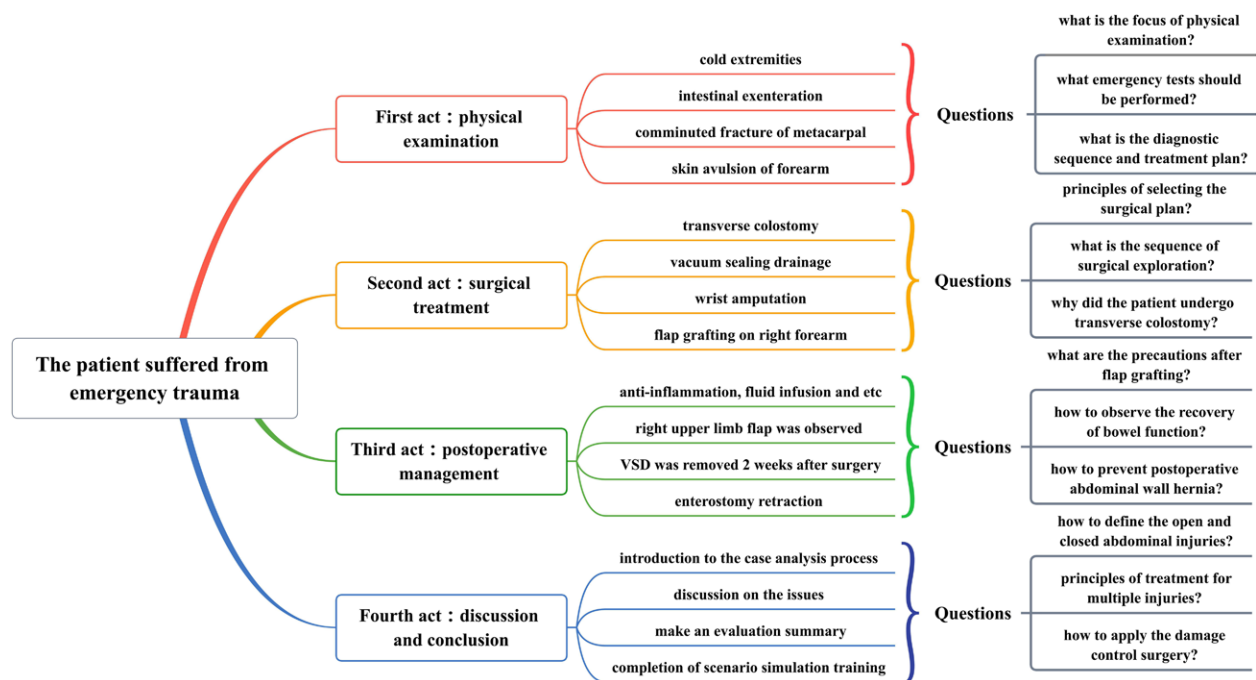 The patient suffered from
emergency trauma
First act：physical
examination
cold extremities
intestinal exenteration
comminuted fracture of metacarpal
skin avulsion of forearm
Questions
what is the focus of physical
examination?
what emergency tests should
be performed?
what is the diagnostic
sequence and treatment plan?
Second act：surgical
treatment
transverse colostomy
vacuum sealing drainage
wrist amputation
flap grafting on right forearm
Questions
principles of selecting the
surgical plan?
what is the sequence of
surgical exploration?
why did the patient undergo
transverse colostomy?
Third act：postoperative
management
anti-inflammation, fluid infusion and etc
right upper limb flap was observed
VSD was removed 2 weeks after surgery
enterostomy retraction
Questions
what are the precautions after
flap grafting?
how to observe the recovery
of bowel function?
how to prevent postoperative
abdominal wall hernia?
Fourth act：discussion
and conclusion
introduction to the case analysis process
discussion on the issues
make an evaluation summary
completion of scenario simulation training
Questions
how to define the open and
closed abdominal injuries?
principles of treatment for
multiple injuries?
how to apply the damage
control surgery?